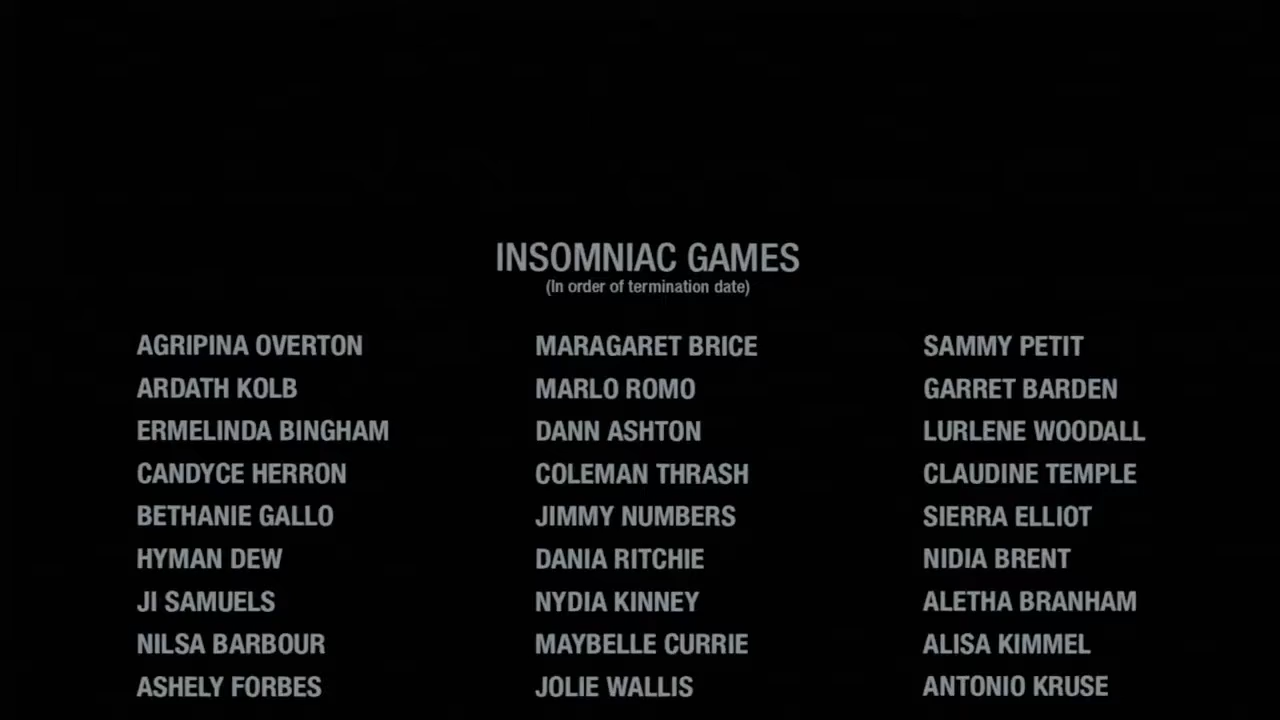 INSOMNIAC GAMES
(In order of termination date)
AGRIPINA OVERTON
ARDATH KOLB
ERMELINDA BINGHAM
CANDYCE HERRON
BETHANIE GALLO
HYMAN DEW
JI SAMUELS
NILSA BARBOUR
ASHELY FORBES
MARAGARET BRICE
MARLO ROMO
DANN ASHTON
COLEMAN THRASH
JIMMY NUMBERS
DANIA RITCHIE
NYDIA KINNEY
MAYBELLE CURRIE
JOLIE WALLIS
SAMMY PETIT
GARRET BARDEN
LURLENE WOODALL
CLAUDINE TEMPLE
SIERRA ELLIOT
NIDIA BRENT
ALETHA BRANHAM
ALISA KIMMEL
ANTONIO KRUSE